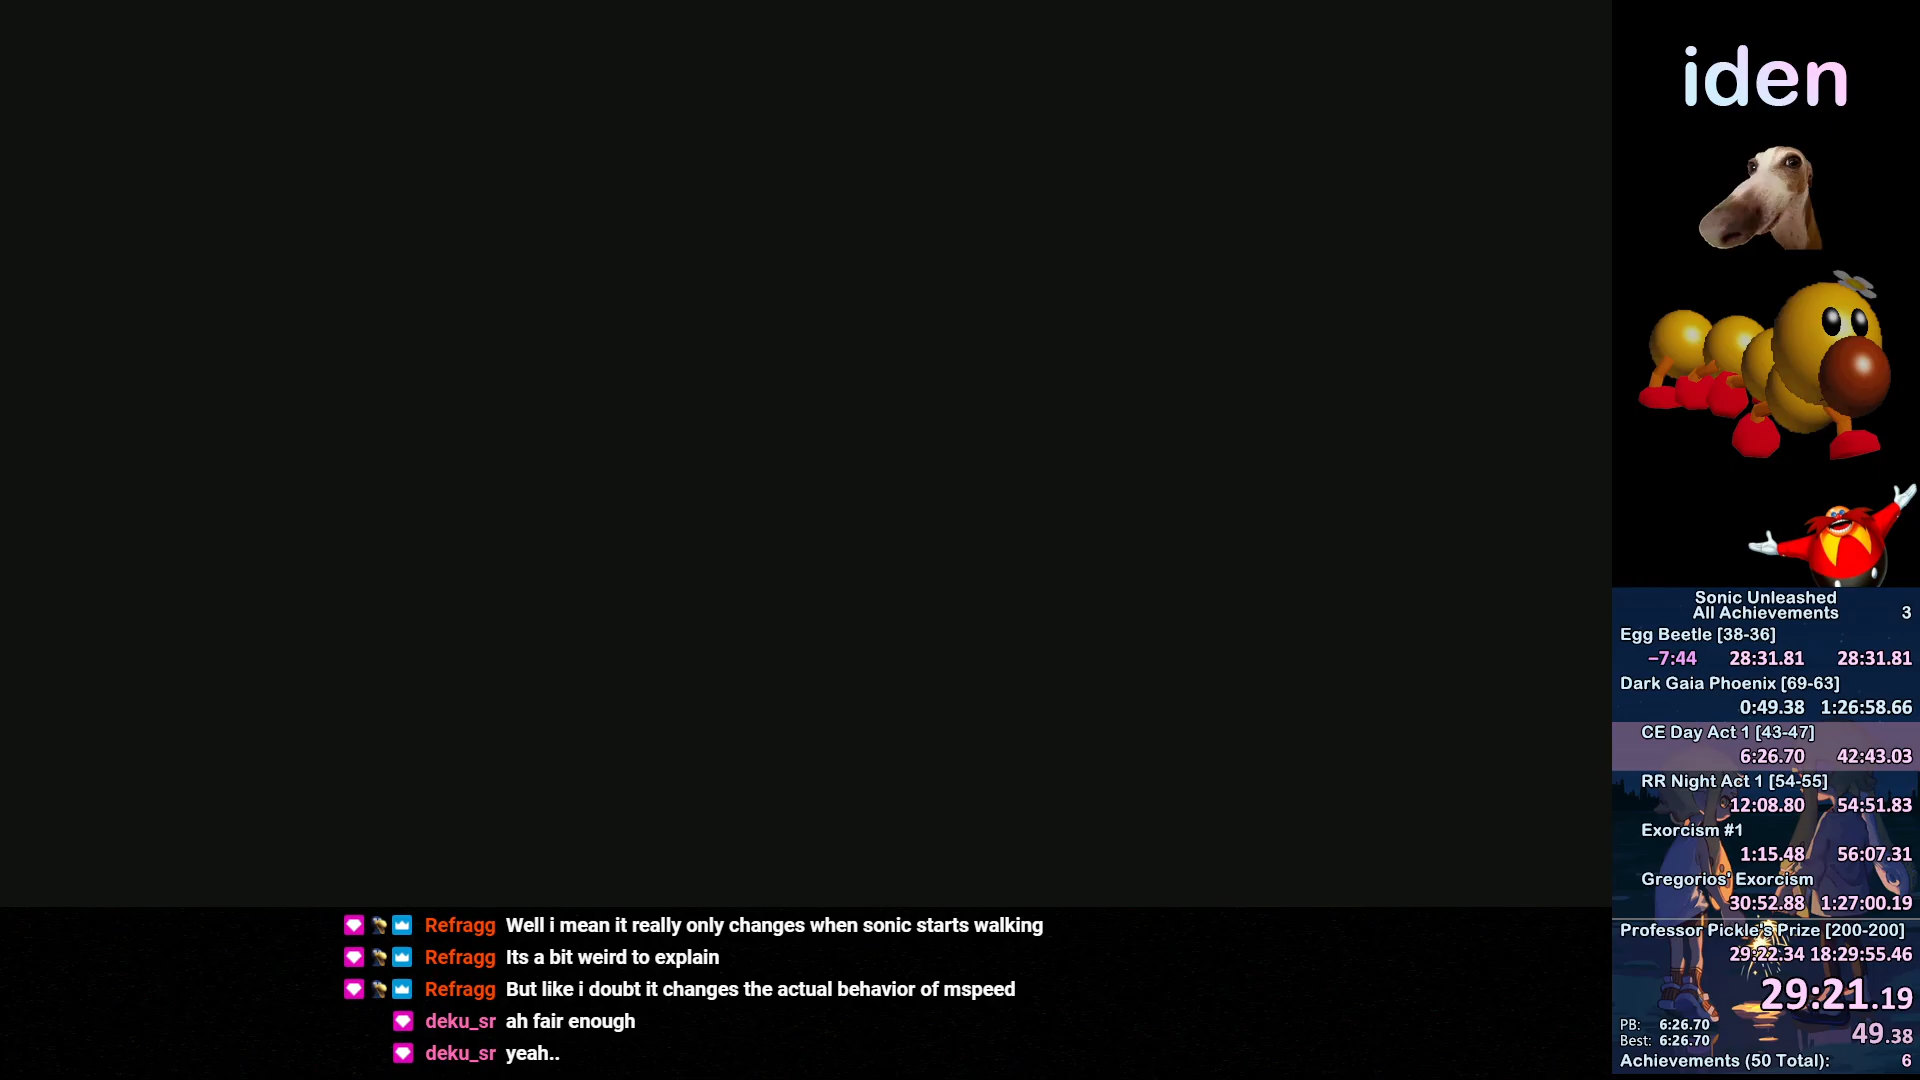 iden
Sonic Unleashed
All Achievements 3
Egg Beetle [38-36]
−7:44 28:31.81 28:31.81
Dark Gaia Phoenix [69-63]
0:49.38 1:26:58.66
CE Day Act 1 [43-47]
6:26.70 42:43.03
RR Night Act 1 [54-55]
12:08.80 54:51.83
Exorcism #1
1:15.48 56:07.31
Gregorios' Exorcism
30:52.88 1:27:00.19
Professor Pickle's Prize [200-200]
29:22.34 18:29:55.46
29:21.19
PB: 6:26.70
Best: 6:26.70
49.38
Achievements (50 Total): 6
Refragg Well i mean it really only changes when sonic starts walking
Refragg Its a bit weird to explain
Refragg But like i doubt it changes the actual behavior of mspeed
deku_sr ah fair enough
deku_sr yeah..